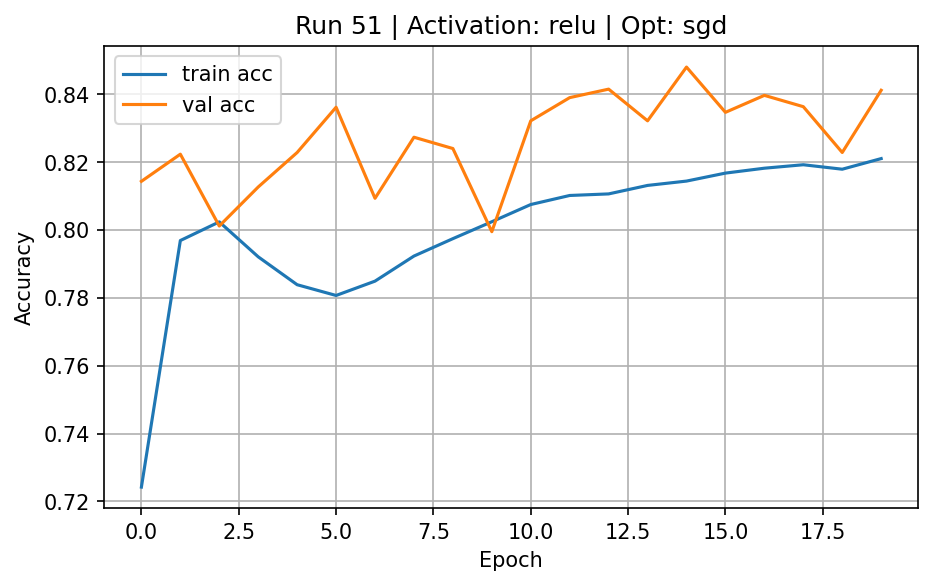 Run 51 | Activation: relu | Opt: sgd
train acc
val acc
0.84
0.82
0.80
0.78
0.76
0.74
0.72
Accuracy
0.0 2.5 5.0 7.5 10.0 12.5 15.0 17.5
Epoch